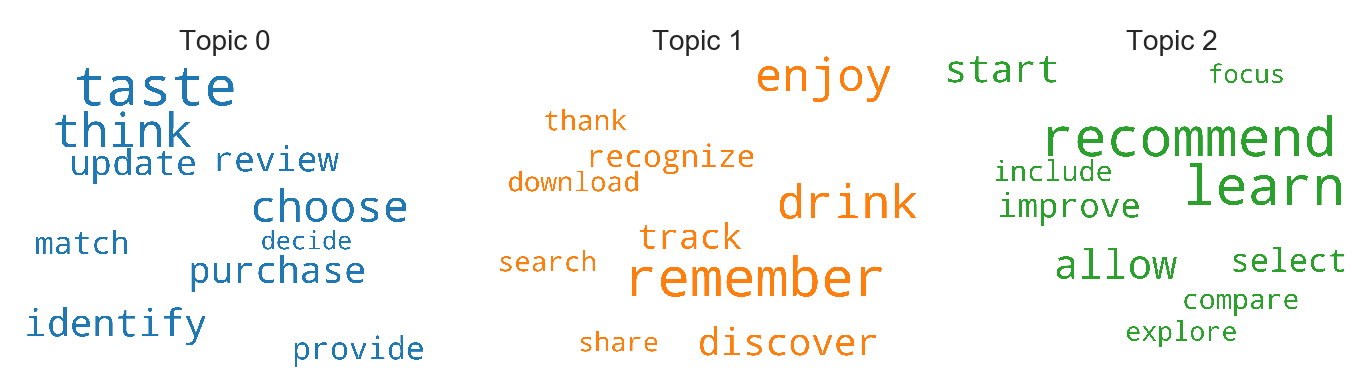 Topic 0
taste
think
update
review
choose
match
decide
purchase
identify
provide
Topic 1
enjoy
thank
recognize
download
drink
track
search
remember
share
discover
Topic 2
start
focus
recommend
include
learn
improve
allow
select
compare
explore